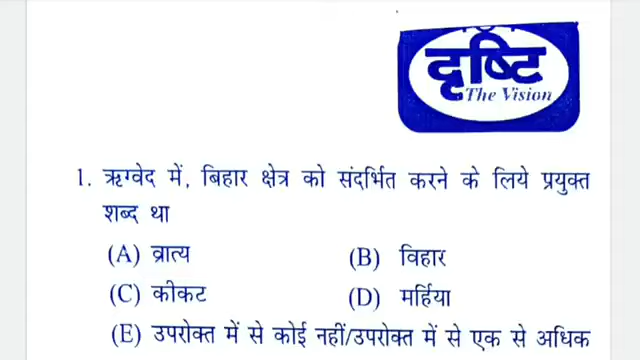 दृष्टि
The Vision
1. ऋग्वेद में, बिहार क्षेत्र को संदर्भित करने के लिये प्रयुक्त
शब्द था
(A) व्रात्य
(B) विहार
(C) कीकट
(D) मर्हिया
(E) उपरोक्त में से कोई नहीं/उपरोक्त में से एक से अधिक